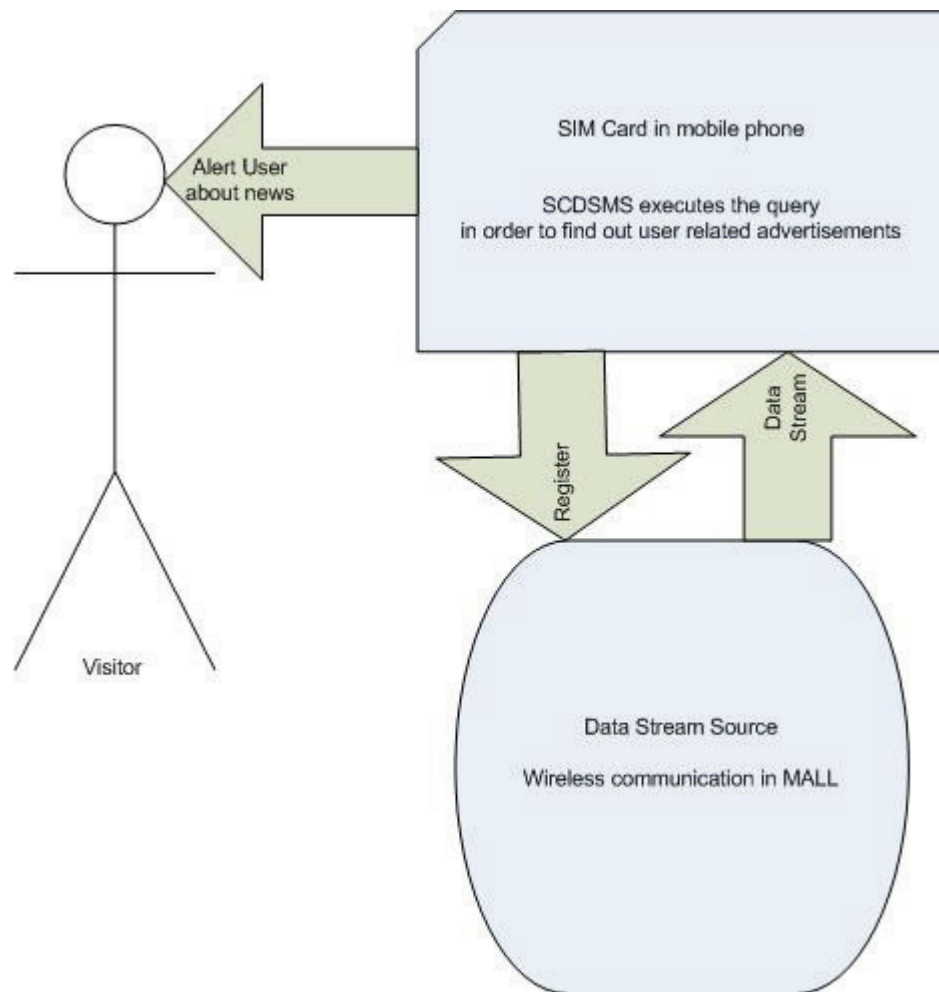 SIM Card in mobile phone
SCDSMS executes the query
in order to find out user related advertisements
Alert User
about news
Register
Data
Stream
Visitor
Data Stream Source
Wireless communication in MALL